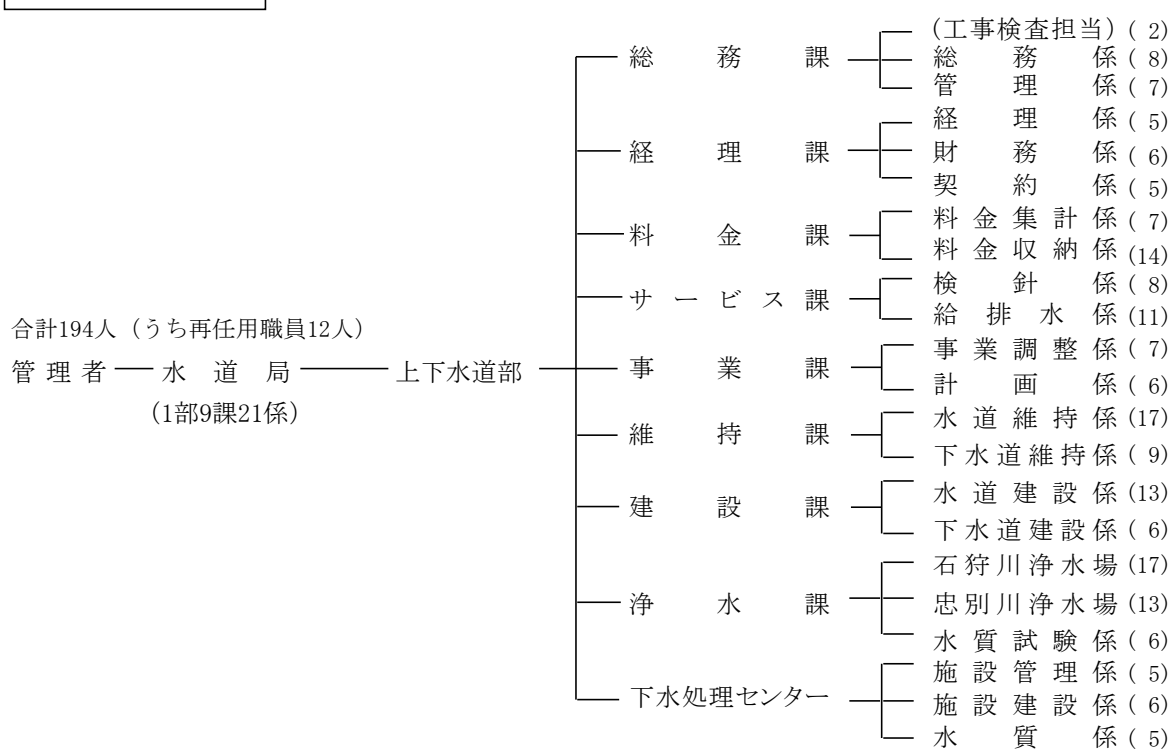 (工事検査担当) ( 2)
総務課 総務係 ( 8)
管理係 ( 7)
経理係 ( 5)
経理課 財務係 ( 6)
契約係 ( 5)
料金課 料金集計係 ( 7)
料金収納係 (14)
サービス課 検針係 ( 8)
給排水係 (11)
合計194人 (うち再任用職員12人)
管理者 水道局 上下水道部 事業課 事業調整係 ( 7)
計画係 ( 6)
(1部9課21係)
維持課 水道維持係 (17)
下水道維持係 ( 9)
建設課 水道建設係 (13)
下水道建設係 ( 6)
石狩川浄水場 (17)
浄水課 忠別川浄水場 (13)
水質試験係 ( 6)
施設管理係 ( 5)
下水処理センター 施設建設係 ( 6)
水質係 ( 5)